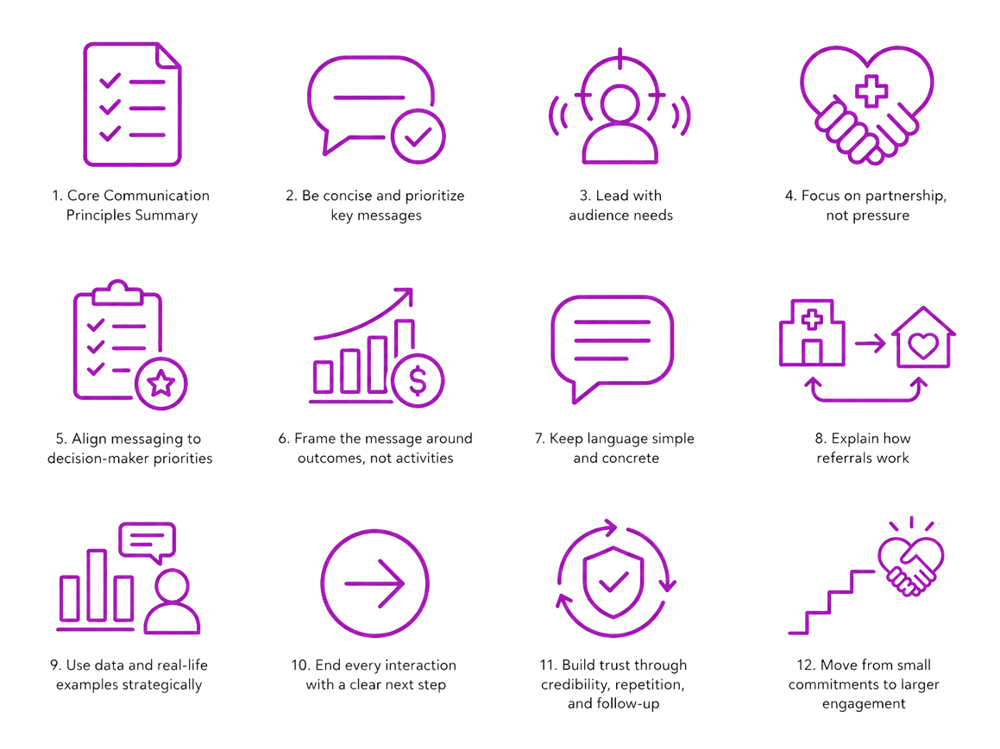 1. Core Communication
Principles Summary
2. Be concise and prioritize
key messages
3. Lead with
audience needs
4. Focus on partnership,
not pressure
5. Align messaging to
decision-maker priorities
6. Frame the message around
outcomes, not activities
$
7. Keep language simple
and concrete
8. Explain how
referrals work
9. Use data and real-life
examples strategically
10. End every interaction
with a clear next step
11. Build trust through
credibility, repetition,
and follow-up
12. Move from small
commitments to larger
engagement